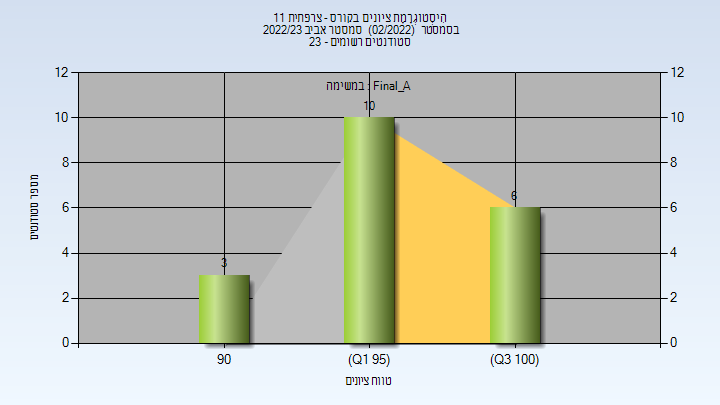 הִיסְטוֹגְרָמַת ציונים בקורס - צרפתית 11
בסמסטר (02/2022) סמסטר אביב 2022/23
סטודנטים רשומים - 23
במשימה : Final_A
12
10
8
6
4
2
0
12
10
8
6
4
2
0
3
10
6
90
(Q1 95)
(Q3 100)
מספר סטודנטים
טווח ציונים